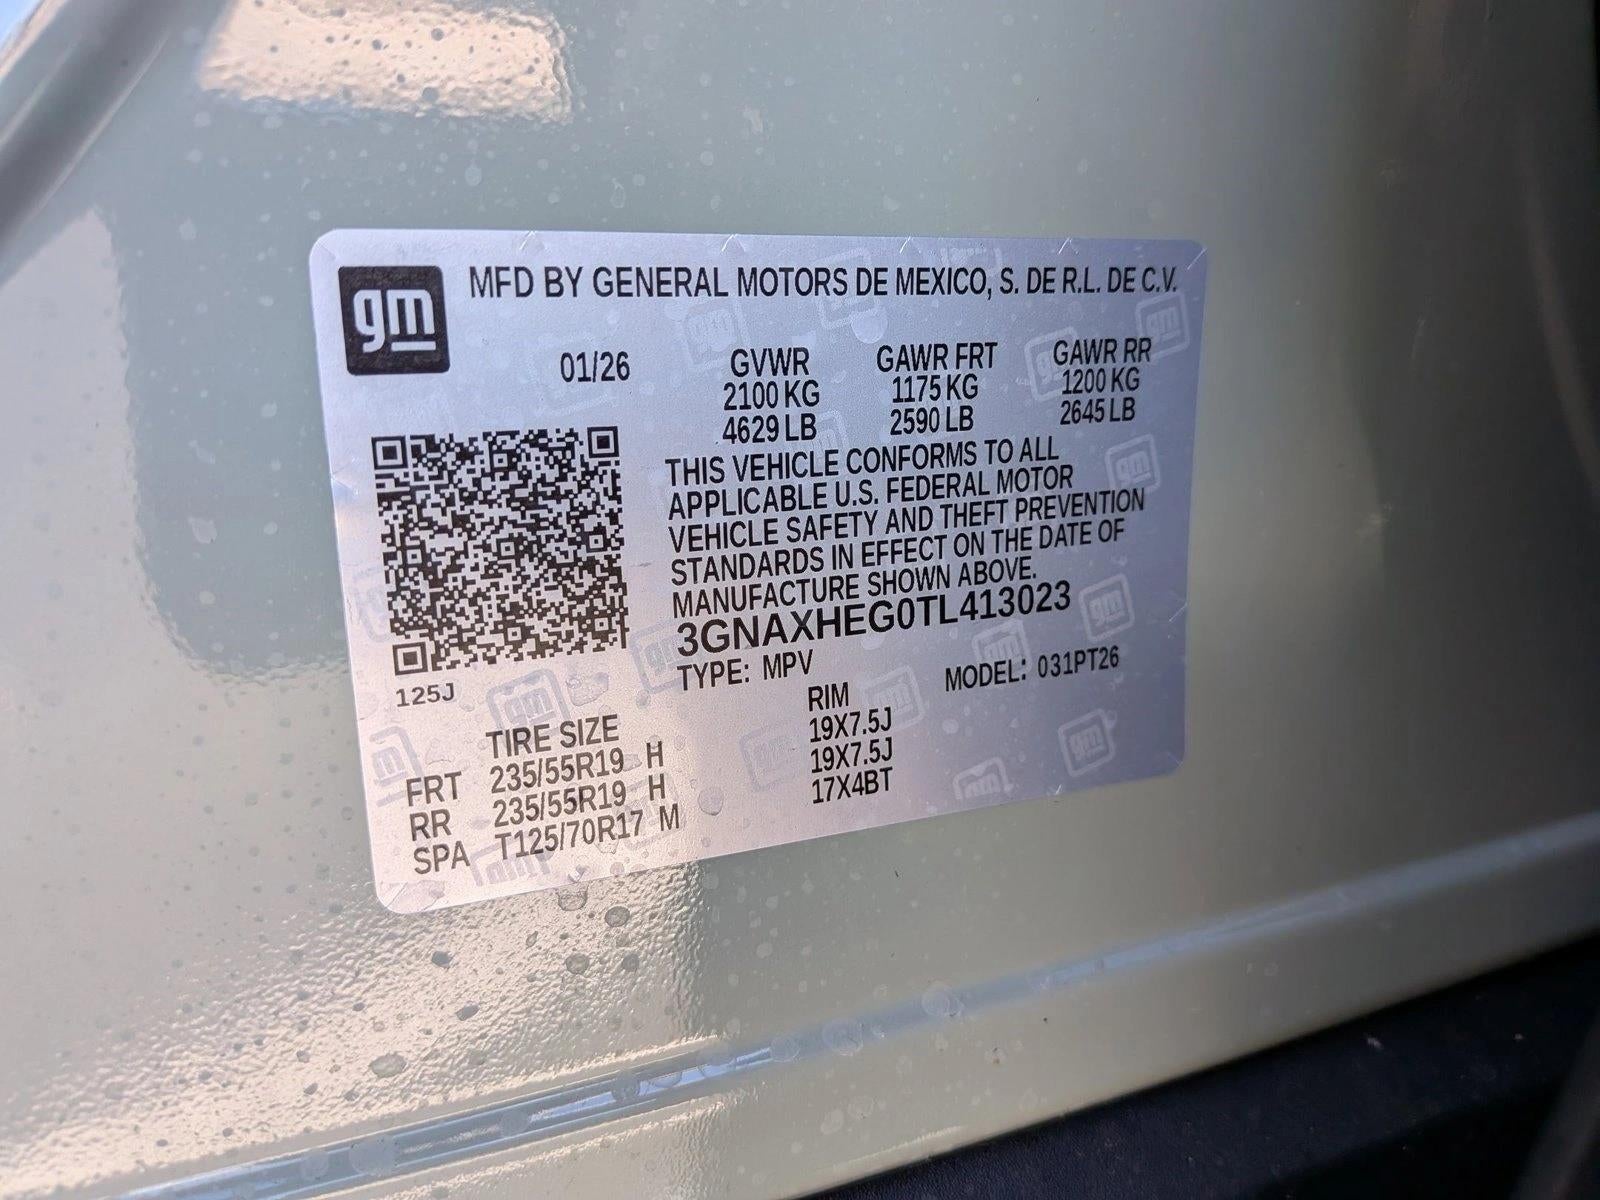 gm
MFD BY GENERAL MOTORS DE MEXICO, S. DE R.L. DE C.V.
01/26 GVWR GAWR FRT GAWR RR
2100 KG 1175 KG 1200 KG
4629 LB 2590 LB 2645 LB
THIS VEHICLE CONFORMS TO ALL
APPLICABLE U.S. FEDERAL MOTOR
VEHICLE SAFETY AND THEFT PREVENTION
STANDARDS IN EFFECT ON THE DATE OF
MANUFACTURE SHOWN ABOVE.
3GNAXHEG0TL413023
TYPE: MPV MODEL: 031PT26
125J
TIRE SIZE RIM
FRT 235/55R19 H 19X7.5J
RR 235/55R19 H 19X7.5J
SPA T125/70R17 M 17X4BT